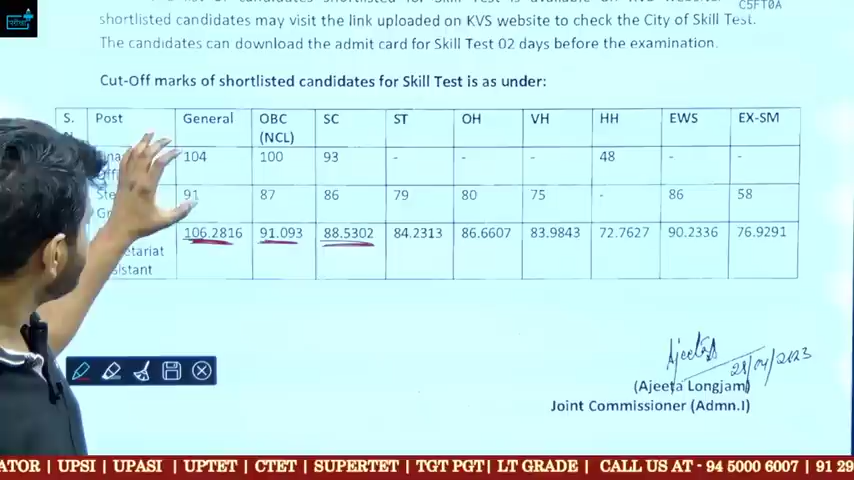 परीक्षा
C5FT0A
shortlisted candidates may visit the link uploaded on KVS website to check the City of Skill Test.
The candidates can download the admit card for Skill Test 02 days before the examination.
Cut-Off marks of shortlisted candidates for Skill Test is as under:
S. Post General OBC (NCL) SC ST OH VH HH EWS EX-SM
104 100 93 - - - 48 - -
91 87 86 79 80 75 - 86 58
106.2816 91.093 88.5302 84.2313 86.6607 83.9843 72.7627 90.2336 76.9291
28/04/2023
(Ajeeta Longjam)
Joint Commissioner (Admn.I)
ATOR | UPSI | UPASI | UPTET | CTET | SUPERTET | TGT PGT| LT GRADE | CALL US AT - 94 5000 6007 | 91 29